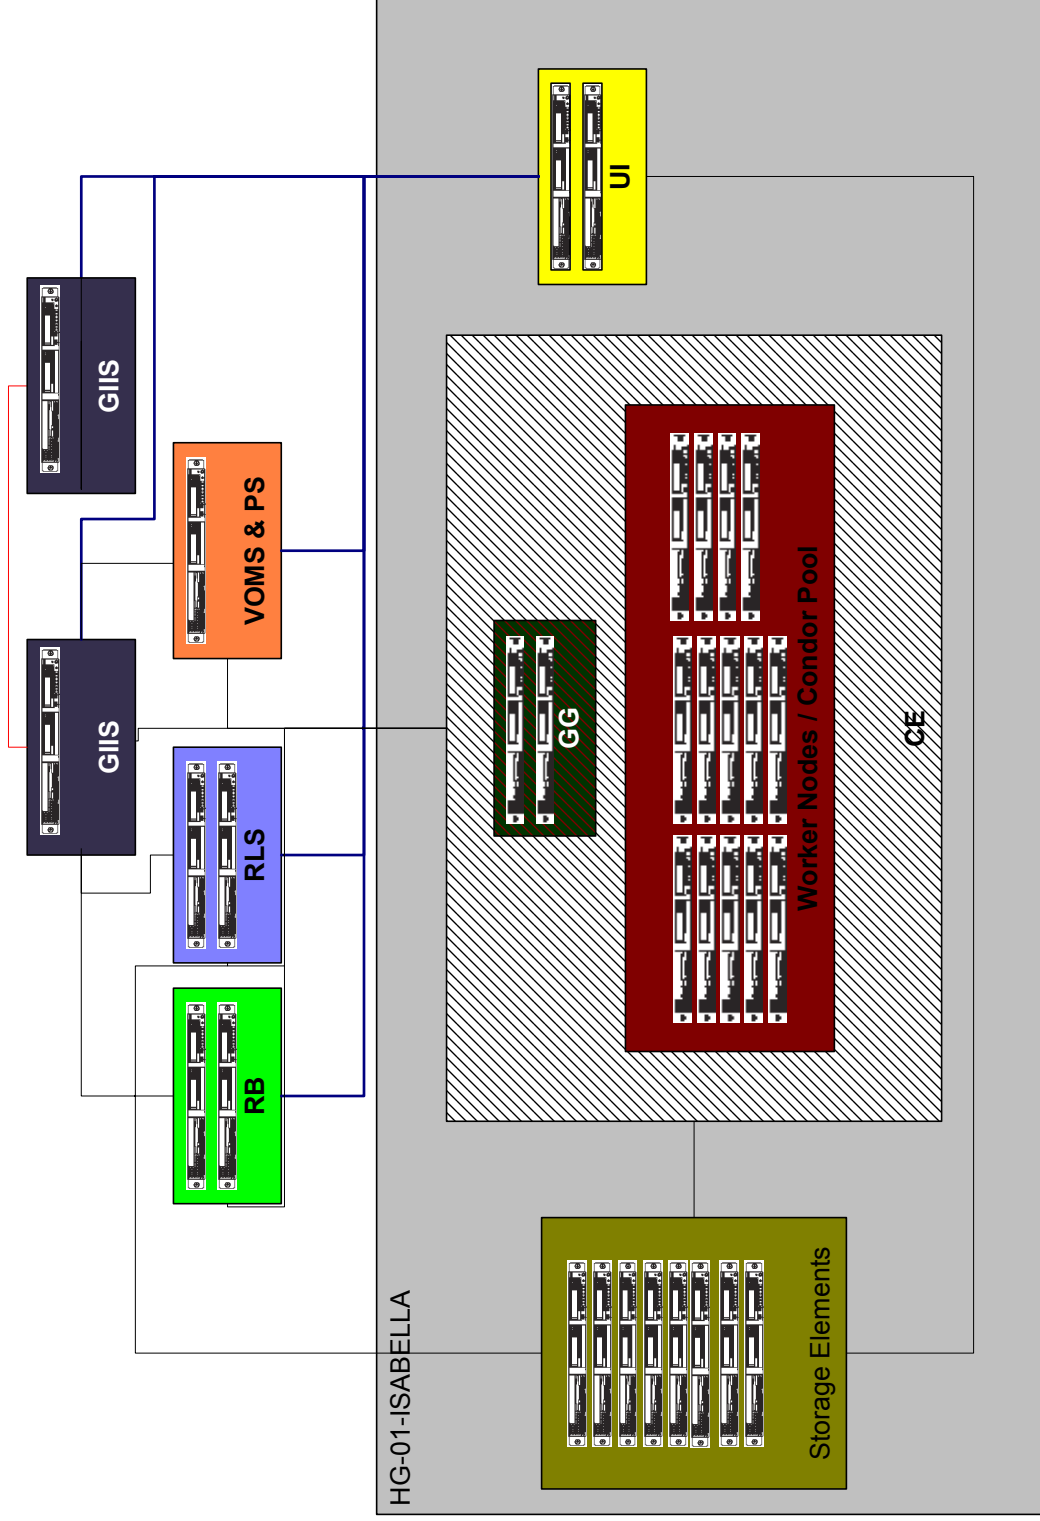 HG-01-ISABELLA
GIIS
GIIS
RB
RLS
VOMS & PS
UI
GG
Worker Nodes / Condor Pool
CE
Storage Elements